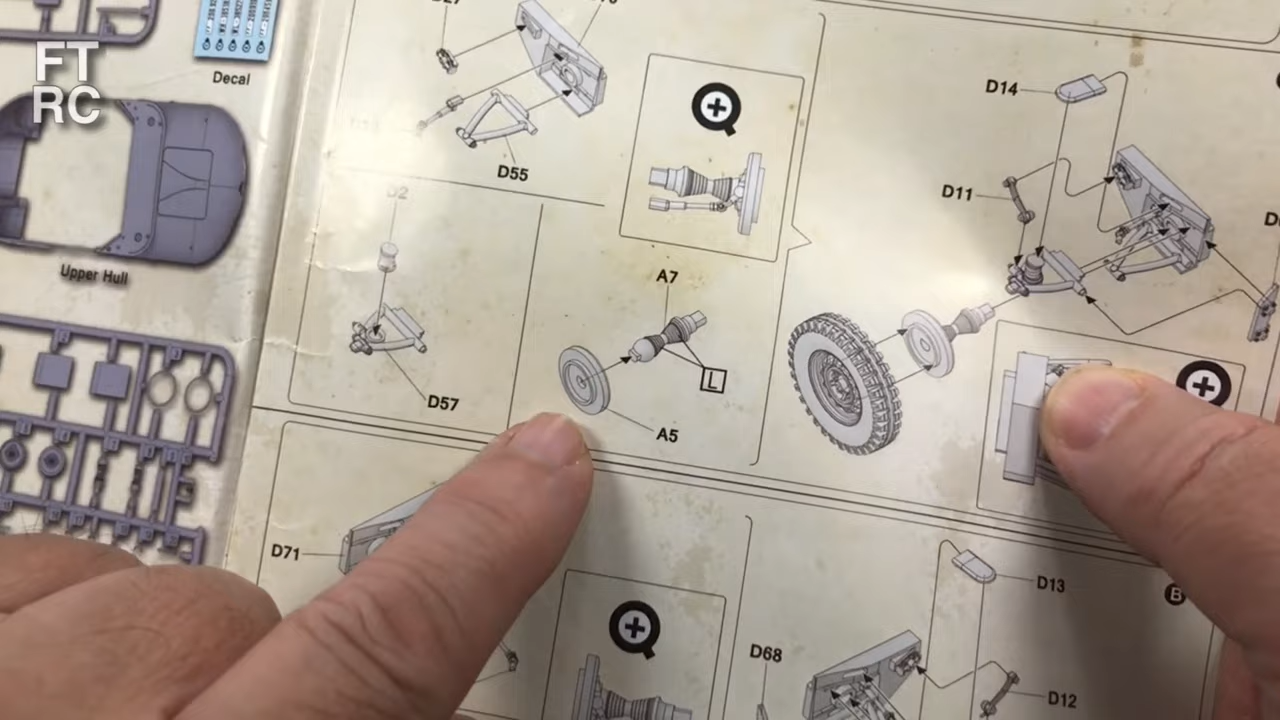 FT
RC
Decal
Upper Hull
D55
D2
D57
A7
L
A5
D14
D11
D71
D68
D13
B
D12